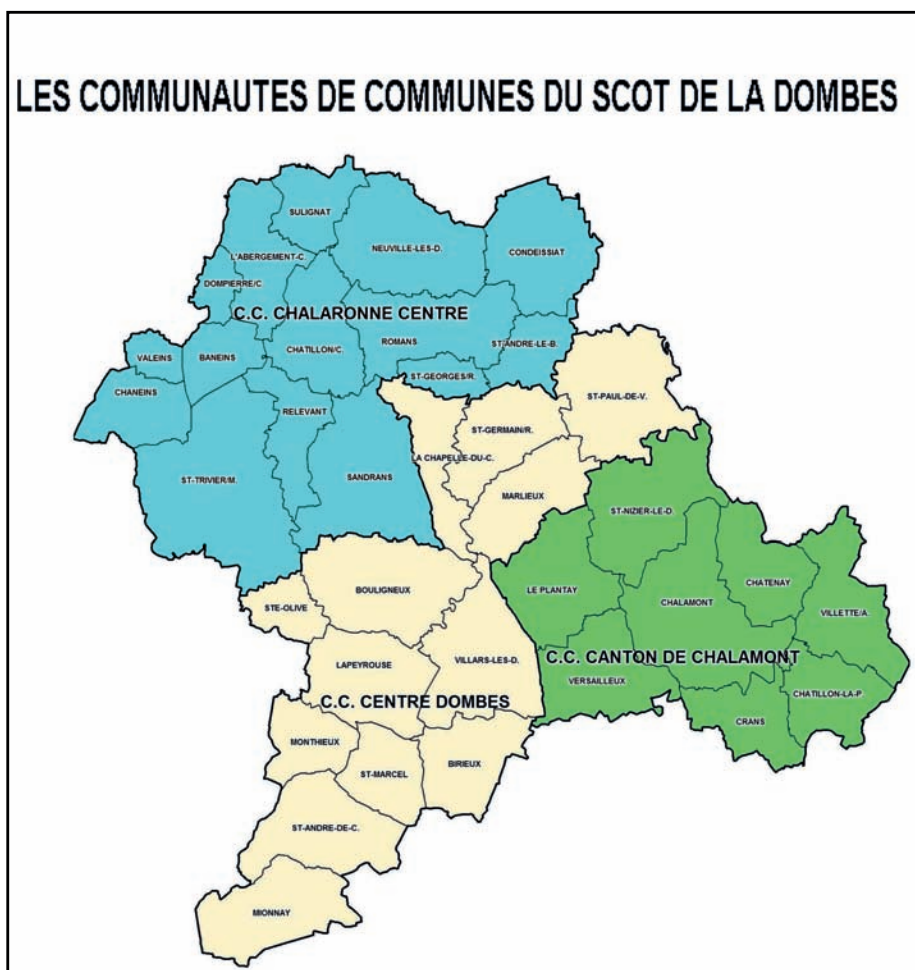 LES COMMUNAUTES DE COMMUNES DU SCOT DE LA DOMBES
SULIGNAT
NEUVILLE-LES-D.
CONDEISSIAT
L'ABERGEMENT-C.
DOMPIERRE/C.
C.C. CHALARONNE CENTRE
ROMANS
ST-ANDRE-LE-B.
CHATILLON/C.
VALEINS
BANEINS
ST-GEORGES/R.
CHANEINS
RELEVANT
ST-PAUL-DE-V.
ST-GERMAIN/R.
LA CHAPELLE-DU-C.
ST-TRIVIER/M.
SANDRANS
MARLIEUX
ST-NIZIER-LE-D.
BOULIGNEUX
LE PLANTAY
CHATENAY
STE-OLIVE
CHALAMONT
VILLETTE/A.
LAPEYROUSE
VILLARS-LES-D.
C.C. CANTON DE CHALAMONT
VERSAILLEUX
CHATILLON-LA-P.
C.C. CENTRE DOMBES
CRANS
MONTHIEUX
BIRIEUX
ST-MARCEL
ST-ANDRE-DE-C.
MIONNAY